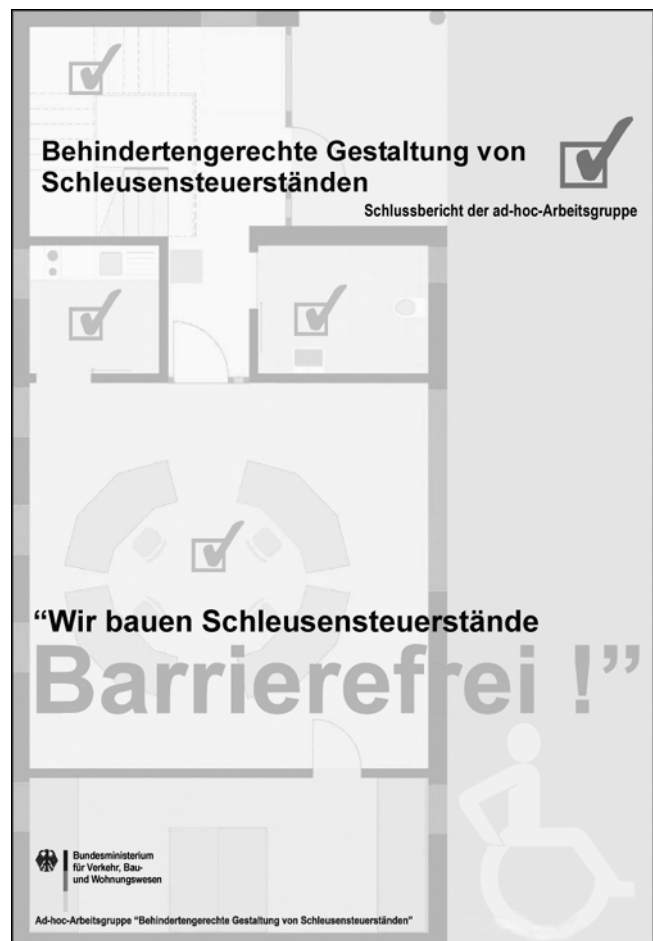 Behindertengerechte Gestaltung von
Schleusensteuerständen
Schlussbericht der ad-hoc-Arbeitsgruppe
“Wir bauen Schleusensteuerstände
Barrierefrei !”
Bundesministerium
für Verkehr, Bau-
und Wohnungswesen
Ad-hoc-Arbeitsgruppe “Behindertengerechte Gestaltung von Schleusensteuerständen”